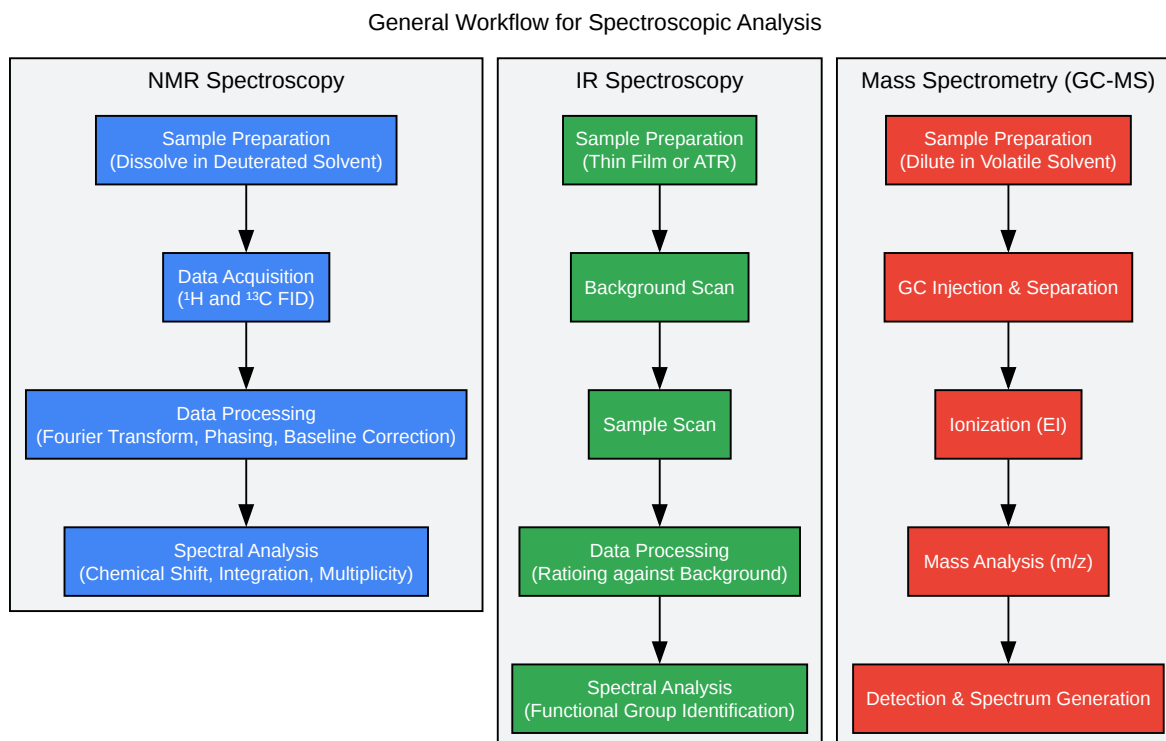 General Workflow for Spectroscopic Analysis
NMR Spectroscopy
Sample Preparation
(Dissolve in Deuterated Solvent)
Data Acquisition
(¹H and ¹³C FID)
Data Processing
(Fourier Transform, Phasing, Baseline Correction)
Spectral Analysis
(Chemical Shift, Integration, Multiplicity)
IR Spectroscopy
Sample Preparation
(Thin Film or ATR)
Background Scan
Sample Scan
Data Processing
(Ratioing against Background)
Spectral Analysis
(Functional Group Identification)
Mass Spectrometry (GC-MS)
Sample Preparation
(Dilute in Volatile Solvent)
GC Injection & Separation
Ionization (EI)
Mass Analysis (m/z)
Detection & Spectrum Generation